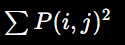 ∑ P(i, j)²